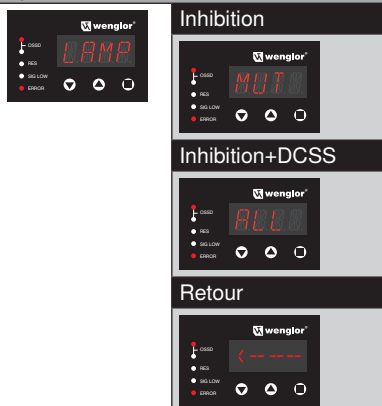 wenglor®
OSSD
LAMP
RES
SIG LOW
ERROR
Inhibition
wenglor®
OSSD
MUT
RES
SIG LOW
ERROR
Inhibition+DCSS
wenglor®
OSSD
ALL
RES
SIG LOW
ERROR
Retour
wenglor®
OSSD
<-----
RES
SIG LOW
ERROR